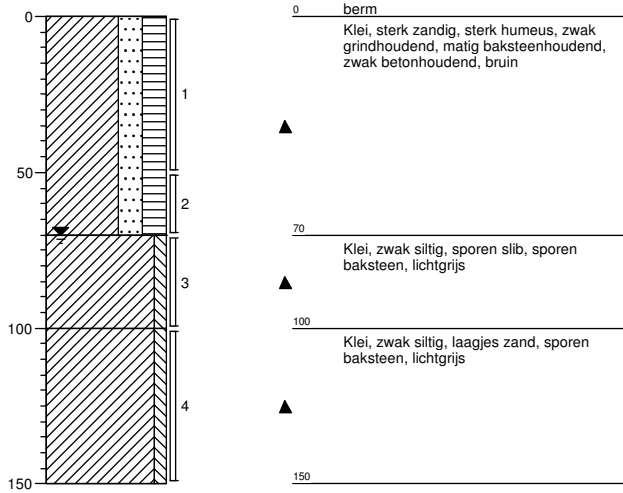 0
50
100
150
1
2
3
4
0
berm
Klei, sterk zandig, sterk humeus, zwak
grindhoudend, matig baksteenhoudend,
zwak betonhoudend, bruin
70
Klei, zwak siltig, sporen slib, sporen
baksteen, lichtgrijs
100
Klei, zwak siltig, laagjes zand, sporen
baksteen, lichtgrijs
150